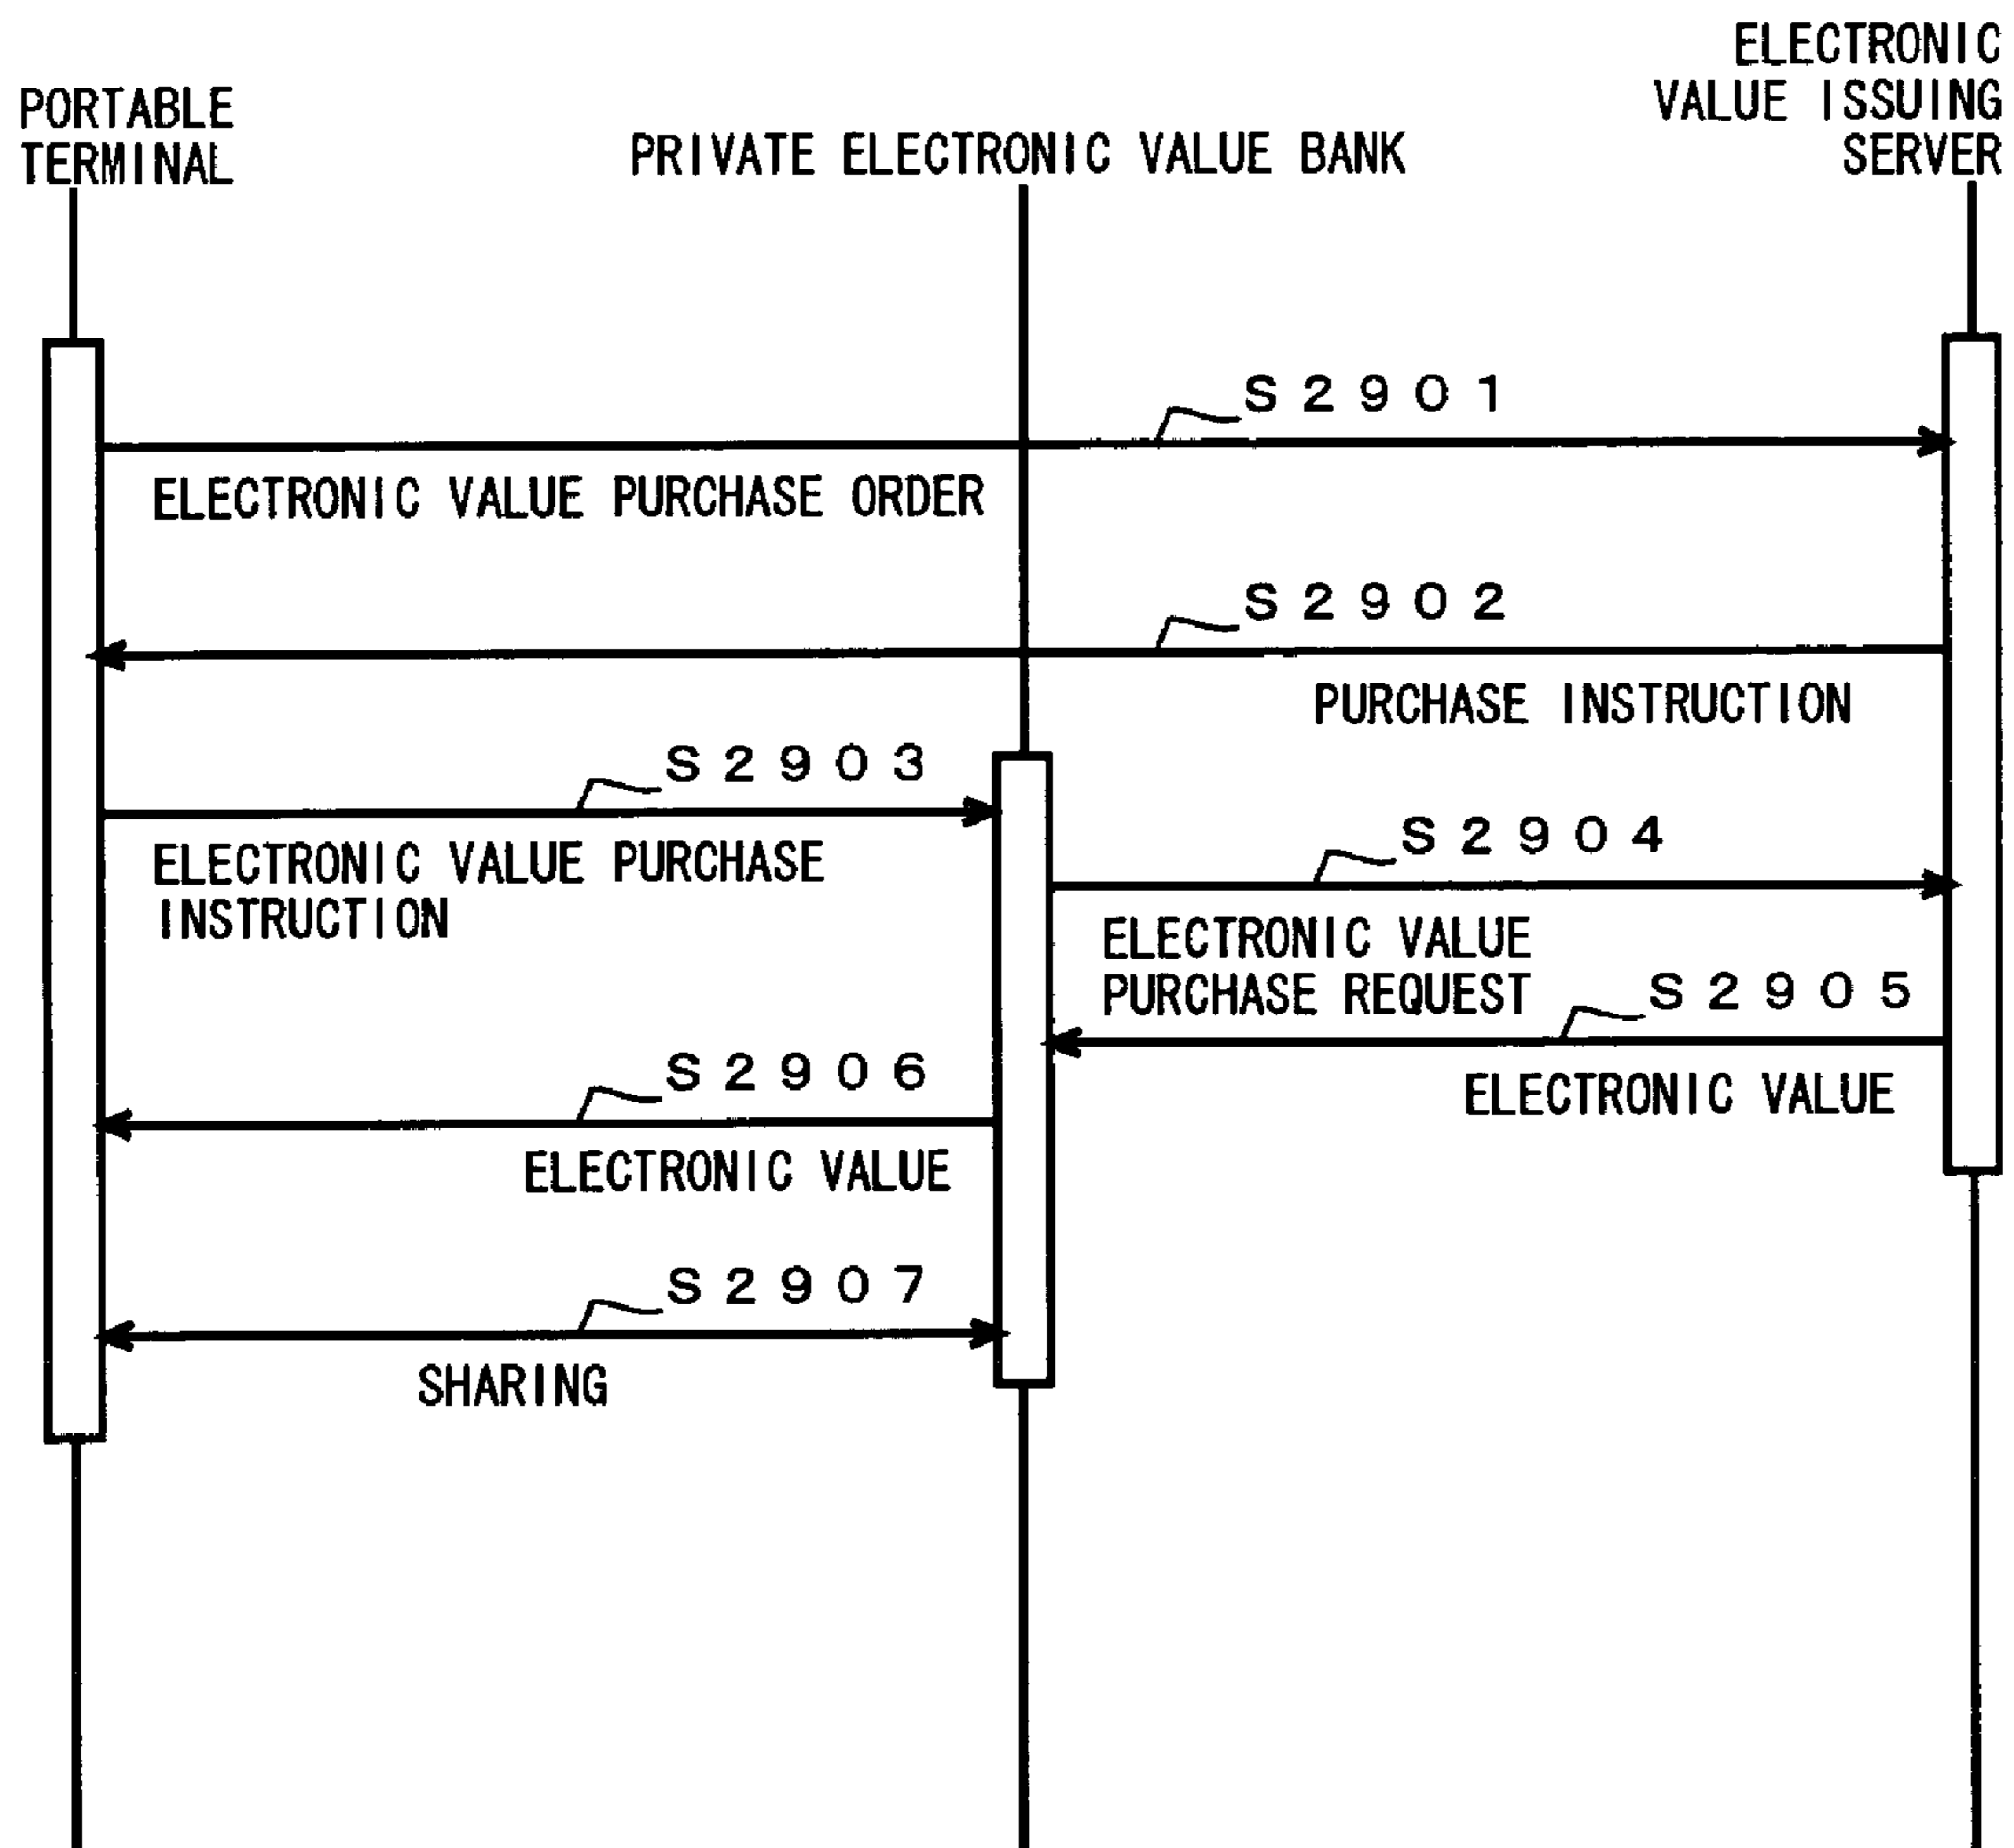 PORTABLE
TERMINAL
PRIVATE ELECTRONIC VALUE BANK
ELECTRONIC
VALUE ISSUING
SERVER
S2901
ELECTRONIC VALUE PURCHASE ORDER
S2902
PURCHASE INSTRUCTION
S2903
ELECTRONIC VALUE PURCHASE
INSTRUCTION
S2904
ELECTRONIC VALUE
PURCHASE REQUEST
S2905
ELECTRONIC VALUE
S2906
ELECTRONIC VALUE
S2907
SHARING